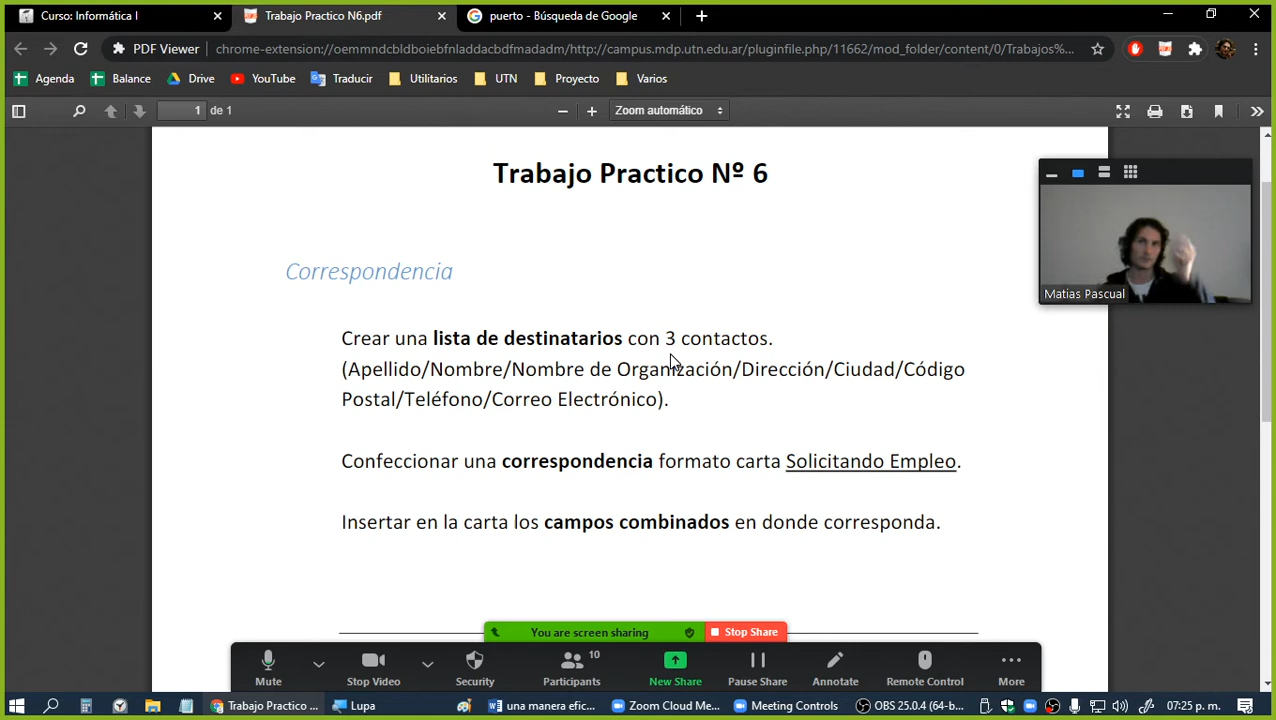 Curso: Informática I
Trabajo Practico N6.pdf
puerto - Búsqueda de Google
PDF Viewer
chrome-extension://oemmndcbldboiebfnladdacbdfmadadm/http://campus.mdp.utn.edu.ar/pluginfile.php/11662/mod_folder/content/0/Trabajos%...
Agenda
Balance
Drive
YouTube
Traducir
Utilitarios
UTN
Proyecto
Varios
1 de 1
Zoom automático
Trabajo Practico Nº 6
Correspondencia
Crear una lista de destinatarios con 3 contactos.
(Apellido/Nombre/Nombre de Organización/Dirección/Ciudad/Código
Postal/Teléfono/Correo Electrónico).
Confeccionar una correspondencia formato carta Solicitando Empleo.
Insertar en la carta los campos combinados en donde corresponda.
Matias Pascual
You are screen sharing
Stop Share
10
Mute
Stop Video
Security
Participants
New Share
Pause Share
Annotate
Remote Control
More
Trabajo Practico ...
Lupa
una manera efic...
Zoom Cloud Me...
Meeting Controls
OBS 25.0.4 (64-b...
07:25 p. m.